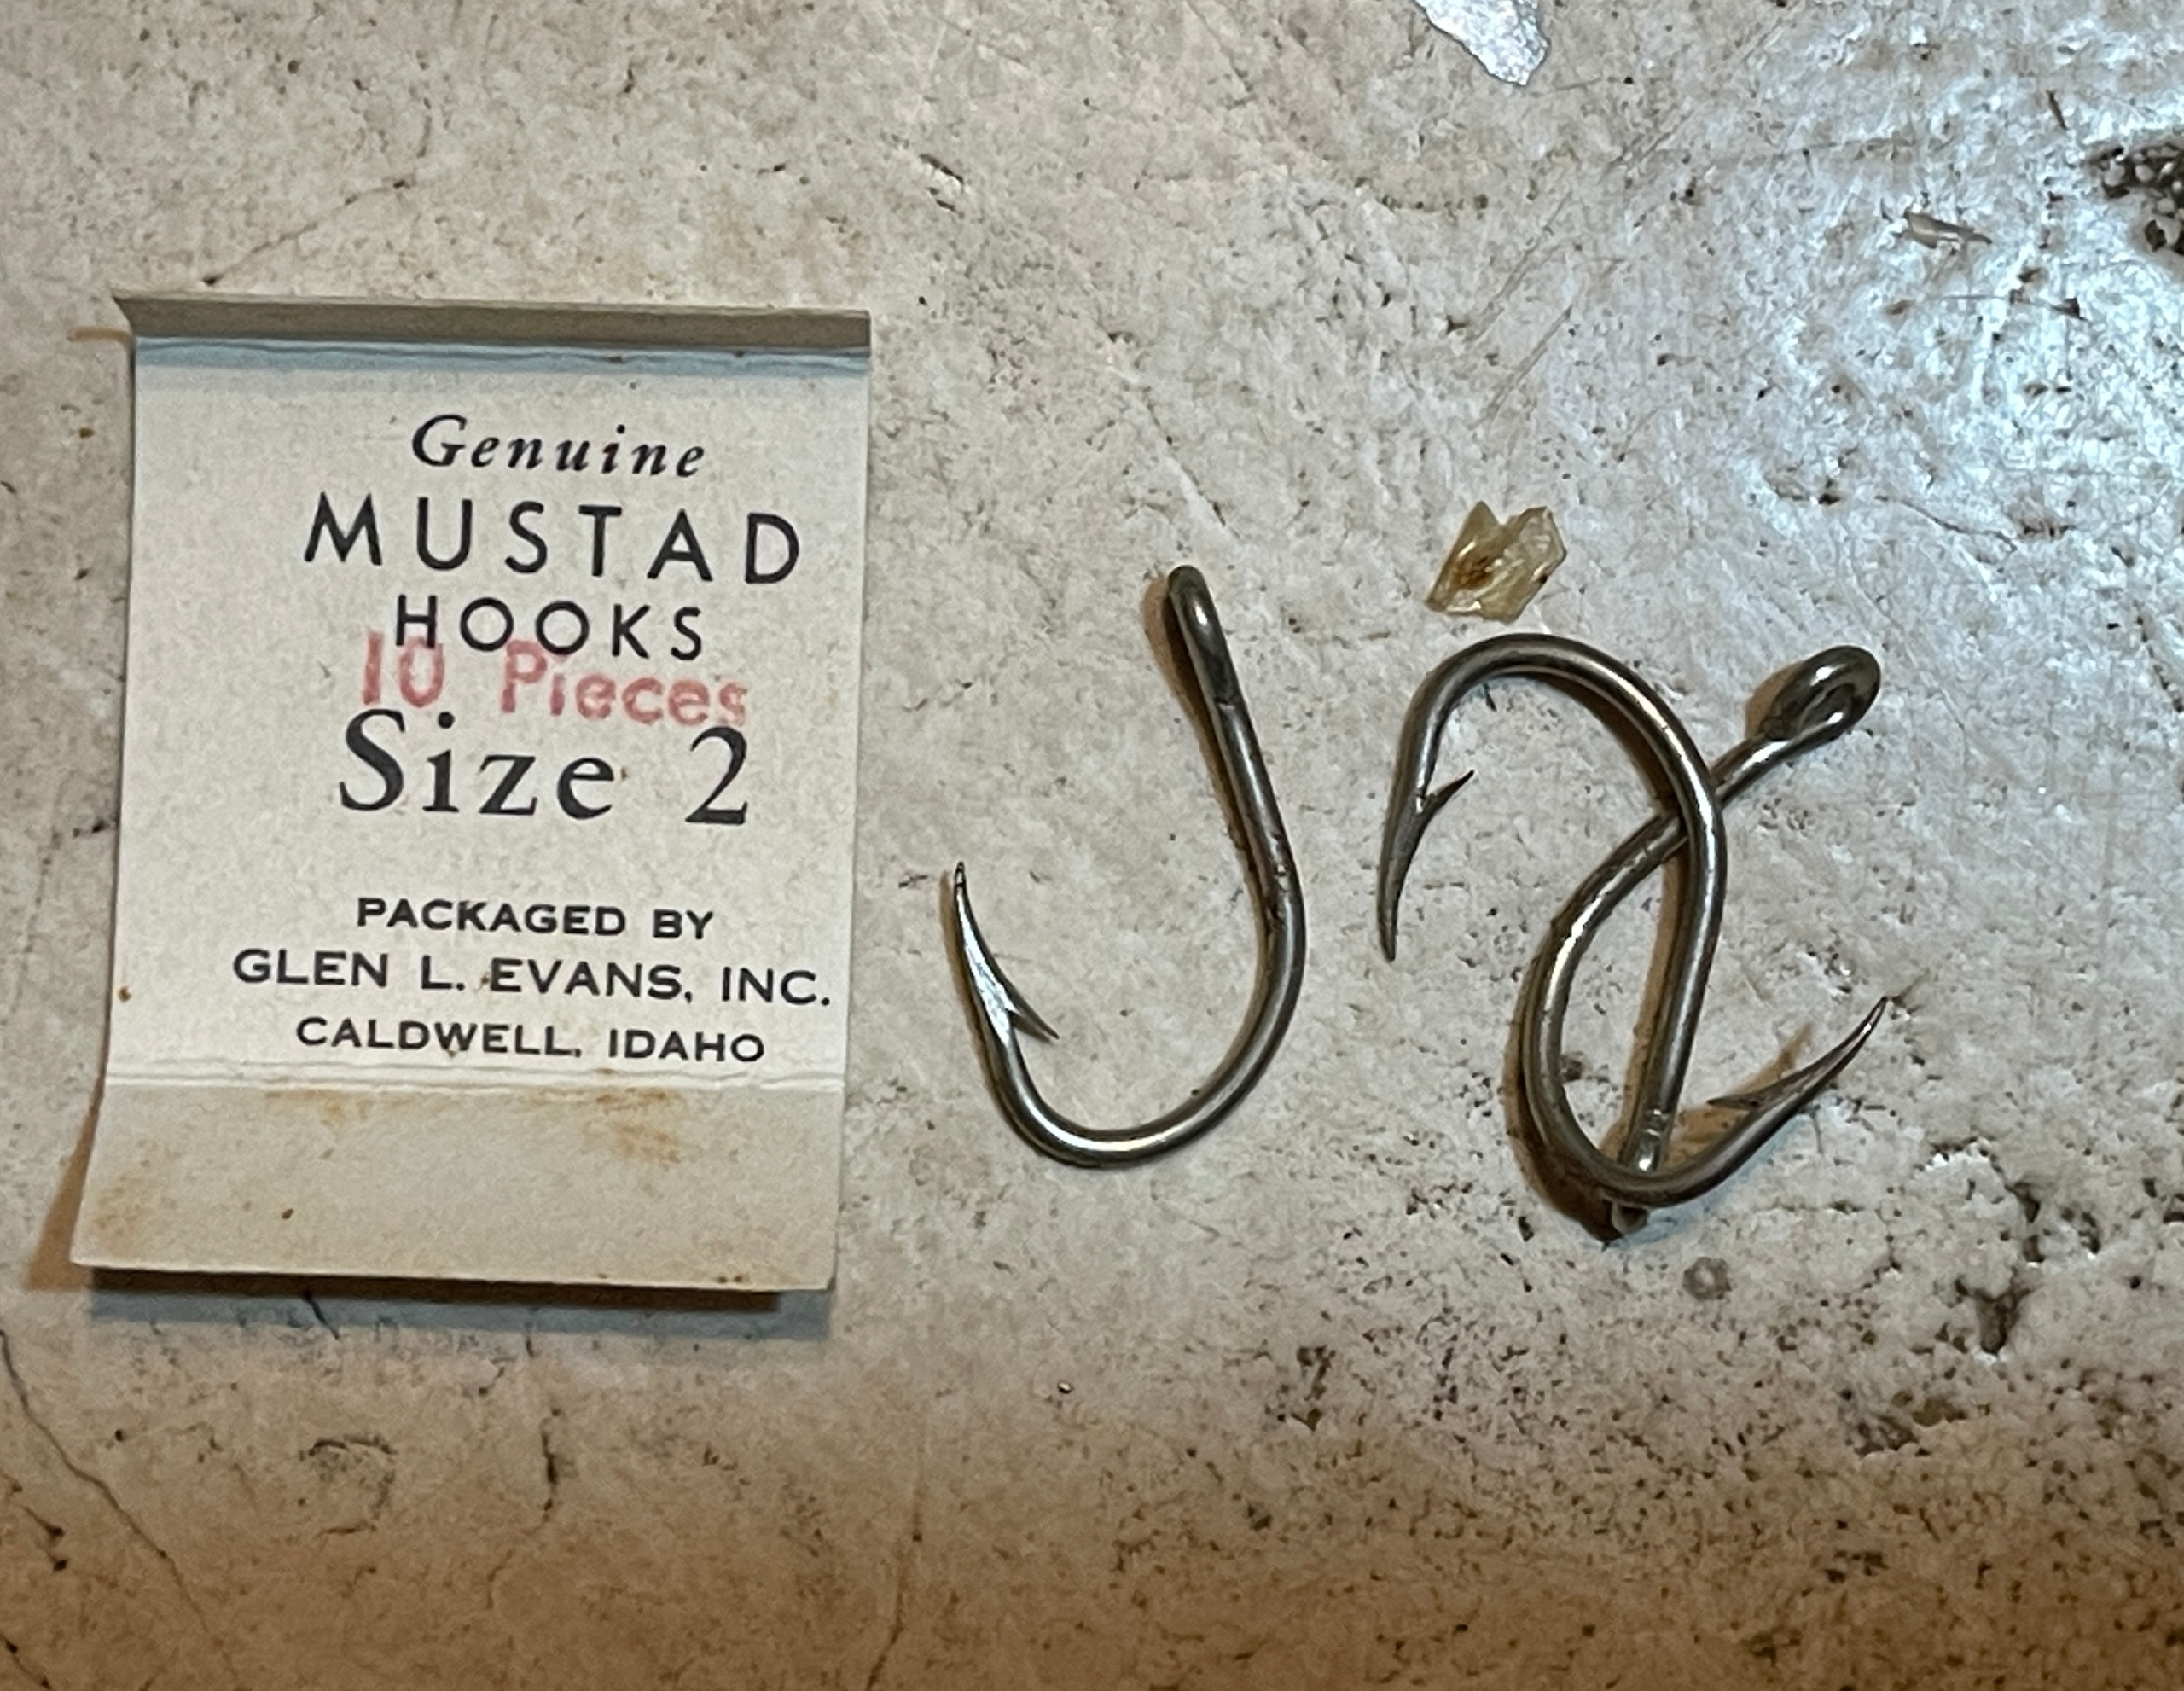 Genuine
MUSTAD
HOOKS
10 Pieces
Size 2
PACKAGED BY
GLEN L. EVANS, INC.
CALDWELL, IDAHO